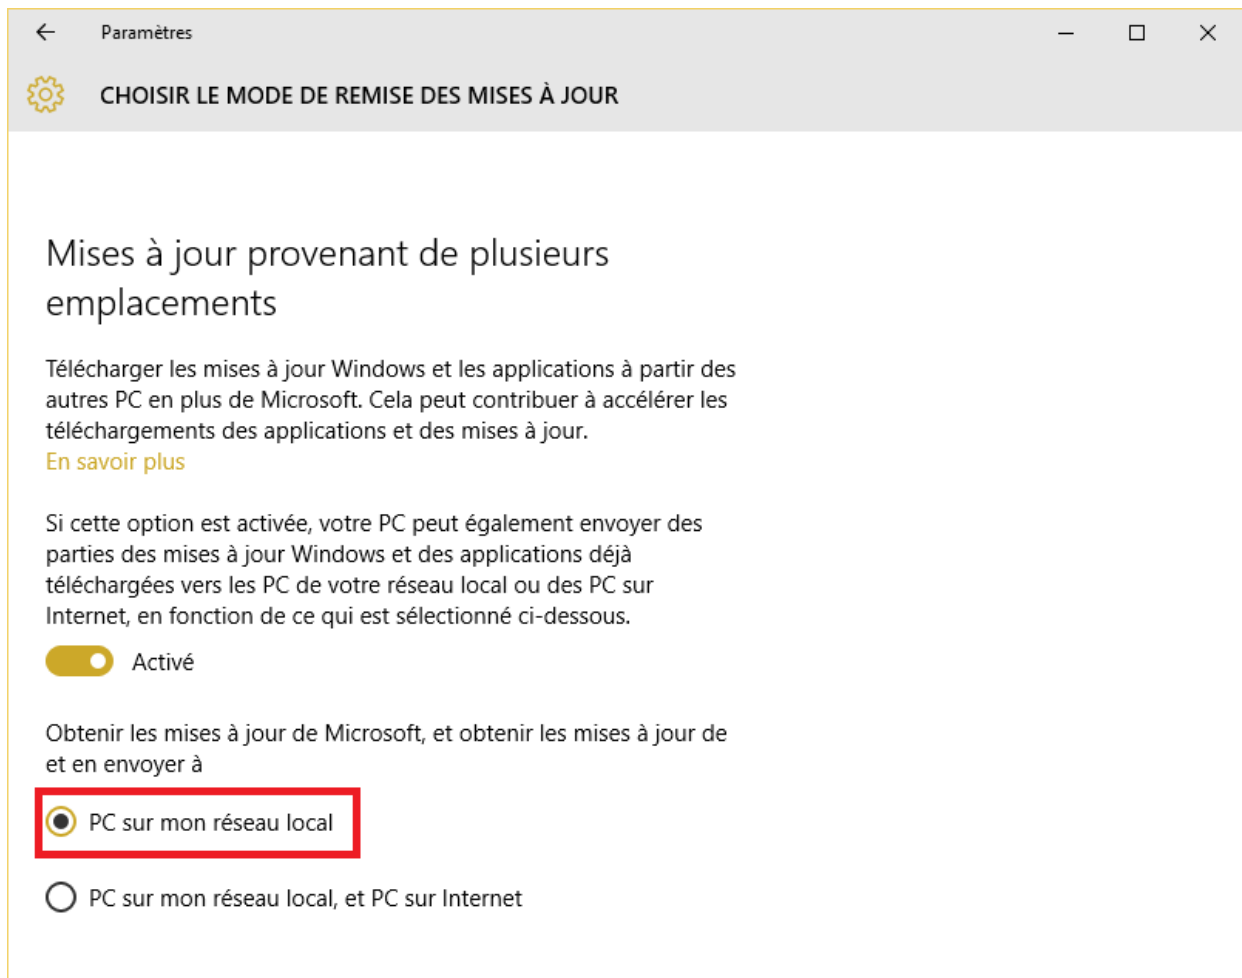 Paramètres
CHOISIR LE MODE DE REMISE DES MISES À JOUR
Mises à jour provenant de plusieurs
emplacements
Télécharger les mises à jour Windows et les applications à partir des
autres PC en plus de Microsoft. Cela peut contribuer à accélérer les
téléchargements des applications et des mises à jour.
En savoir plus
Si cette option est activée, votre PC peut également envoyer des
parties des mises à jour Windows et des applications déjà
téléchargées vers les PC de votre réseau local ou des PC sur
Internet, en fonction de ce qui est sélectionné ci-dessous.
Activé
Obtenir les mises à jour de Microsoft, et obtenir les mises à jour de
et en envoyer à
PC sur mon réseau local
PC sur mon réseau local, et PC sur Internet